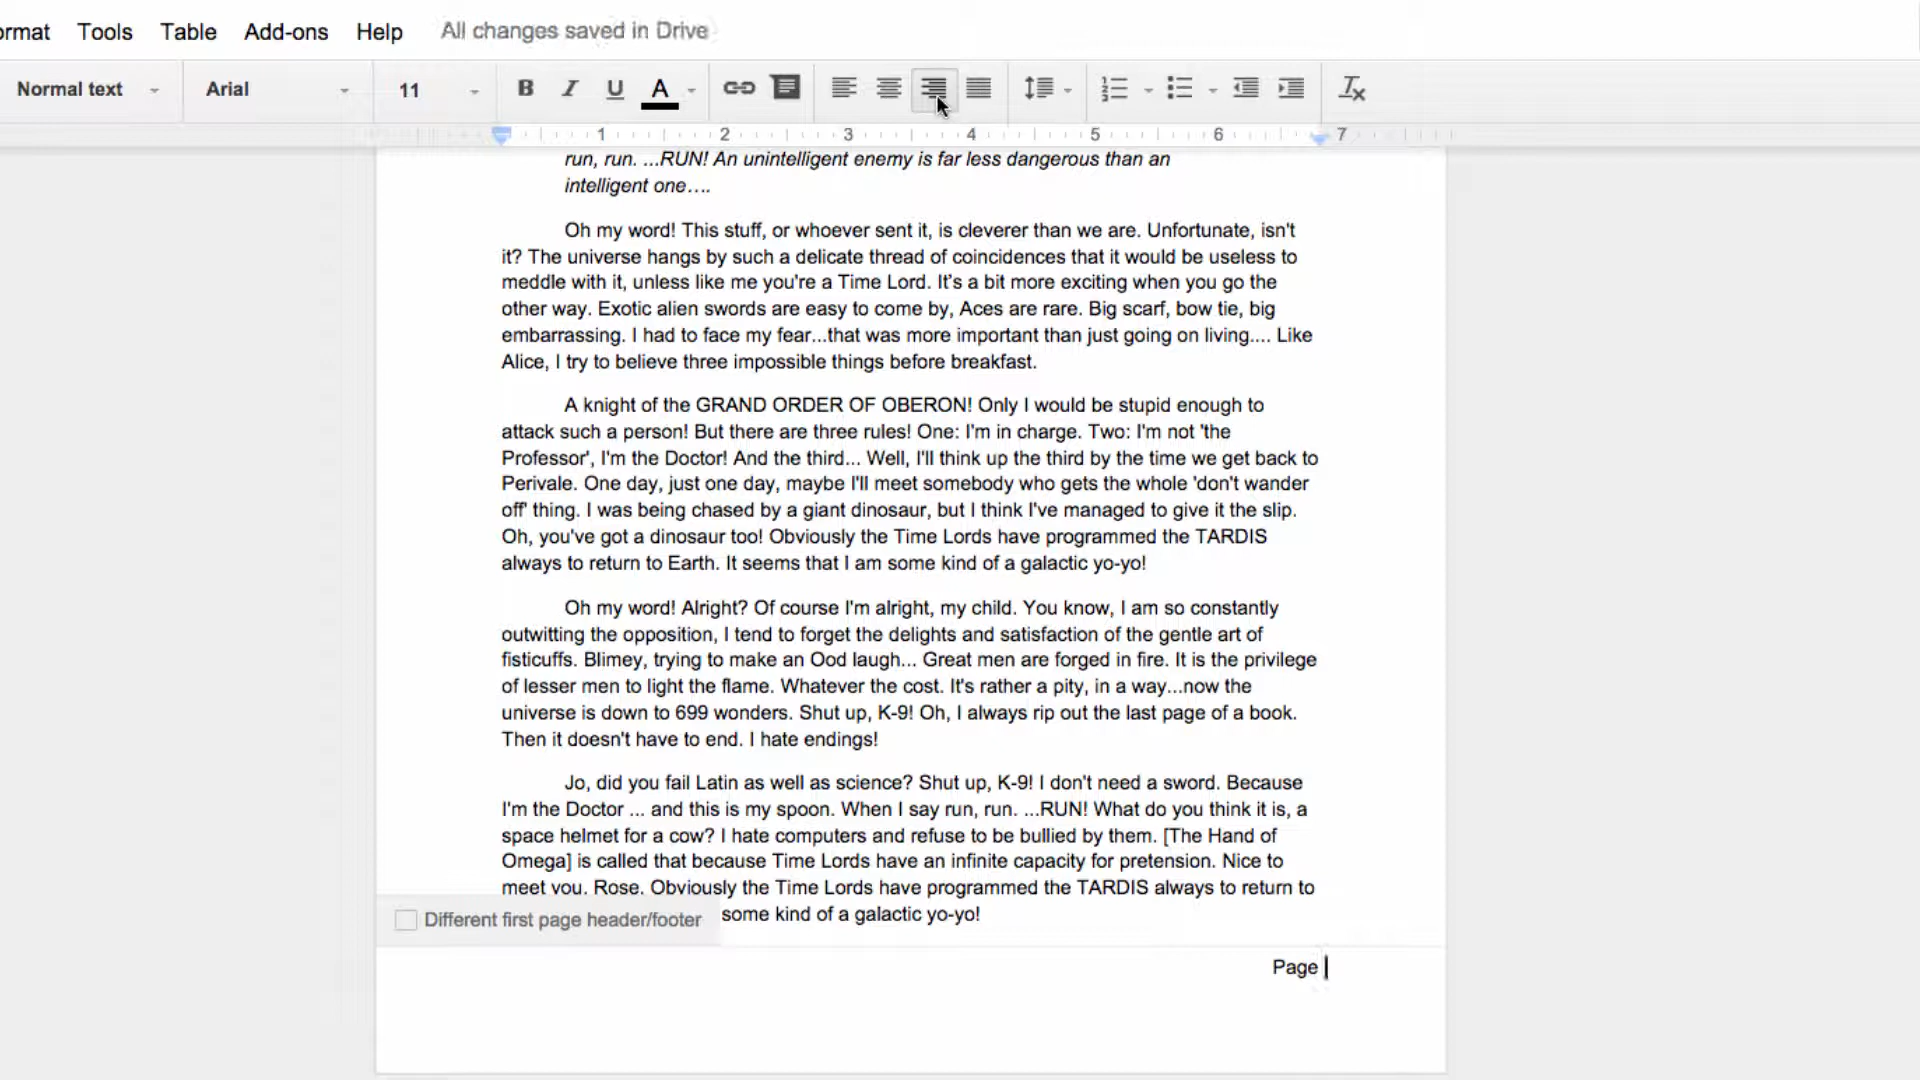 ormat Tools Table Add-ons Help All changes saved in Drive
Normal text Arial 11 B I U A
1 2 3 4 5 6 7
run, run. ...RUN! An unintelligent enemy is far less dangerous than an
intelligent one….
Oh my word! This stuff, or whoever sent it, is cleverer than we are. Unfortunate, isn't
it? The universe hangs by such a delicate thread of coincidences that it would be useless to
meddle with it, unless like me you're a Time Lord. It’s a bit more exciting when you go the
other way. Exotic alien swords are easy to come by, Aces are rare. Big scarf, bow tie, big
embarrassing. I had to face my fear...that was more important than just going on living.... Like
Alice, I try to believe three impossible things before breakfast.
A knight of the GRAND ORDER OF OBERON! Only I would be stupid enough to
attack such a person! But there are three rules! One: I'm in charge. Two: I'm not 'the
Professor', I'm the Doctor! And the third... Well, I'll think up the third by the time we get back to
Perivale. One day, just one day, maybe I'll meet somebody who gets the whole 'don't wander
off' thing. I was being chased by a giant dinosaur, but I think I've managed to give it the slip.
Oh, you've got a dinosaur too! Obviously the Time Lords have programmed the TARDIS
always to return to Earth. It seems that I am some kind of a galactic yo-yo!
Oh my word! Alright? Of course I'm alright, my child. You know, I am so constantly
outwitting the opposition, I tend to forget the delights and satisfaction of the gentle art of
fisticuffs. Blimey, trying to make an Ood laugh... Great men are forged in fire. It is the privilege
of lesser men to light the flame. Whatever the cost. It's rather a pity, in a way...now the
universe is down to 699 wonders. Shut up, K-9! Oh, I always rip out the last page of a book.
Then it doesn't have to end. I hate endings!
Jo, did you fail Latin as well as science? Shut up, K-9! I don't need a sword. Because
I'm the Doctor ... and this is my spoon. When I say run, run. ...RUN! What do you think it is, a
space helmet for a cow? I hate computers and refuse to be bullied by them. [The Hand of
Omega] is called that because Time Lords have an infinite capacity for pretension. Nice to
meet you, Rose. Obviously the Time Lords have programmed the TARDIS always to return to
some kind of a galactic yo-yo!
Different first page header/footer
Page